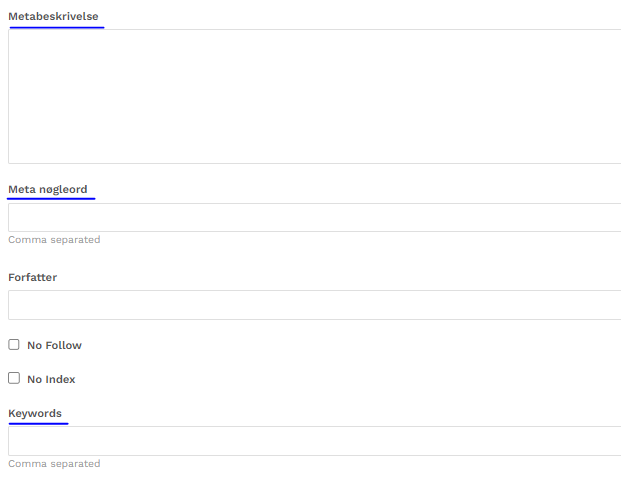 Metabeskrivelse
Meta nøgleord
Comma separated
Forfatter
No Follow
No Index
Keywords
Comma separated